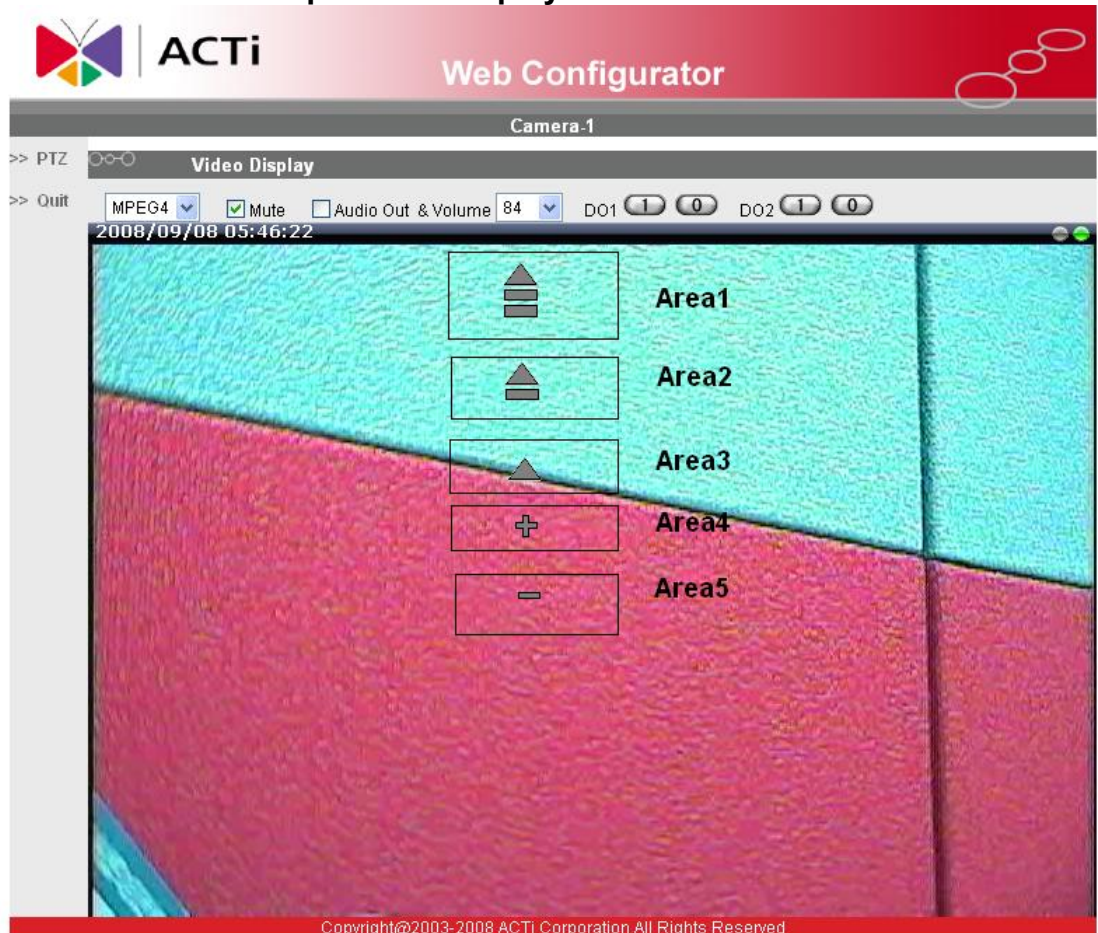 ACTi
Web Configurator
Camera-1
>> PTZ
Video Display
>> Quit
MPEG4 Mute Audio Out & Volume 84 DO1 1 0 DO2 1 0
2008/09/08 05:46:22
Area1
Area2
Area3
Area4
Area5
Copyright@2003-2008 ACTi Corporation All Rights Reserved